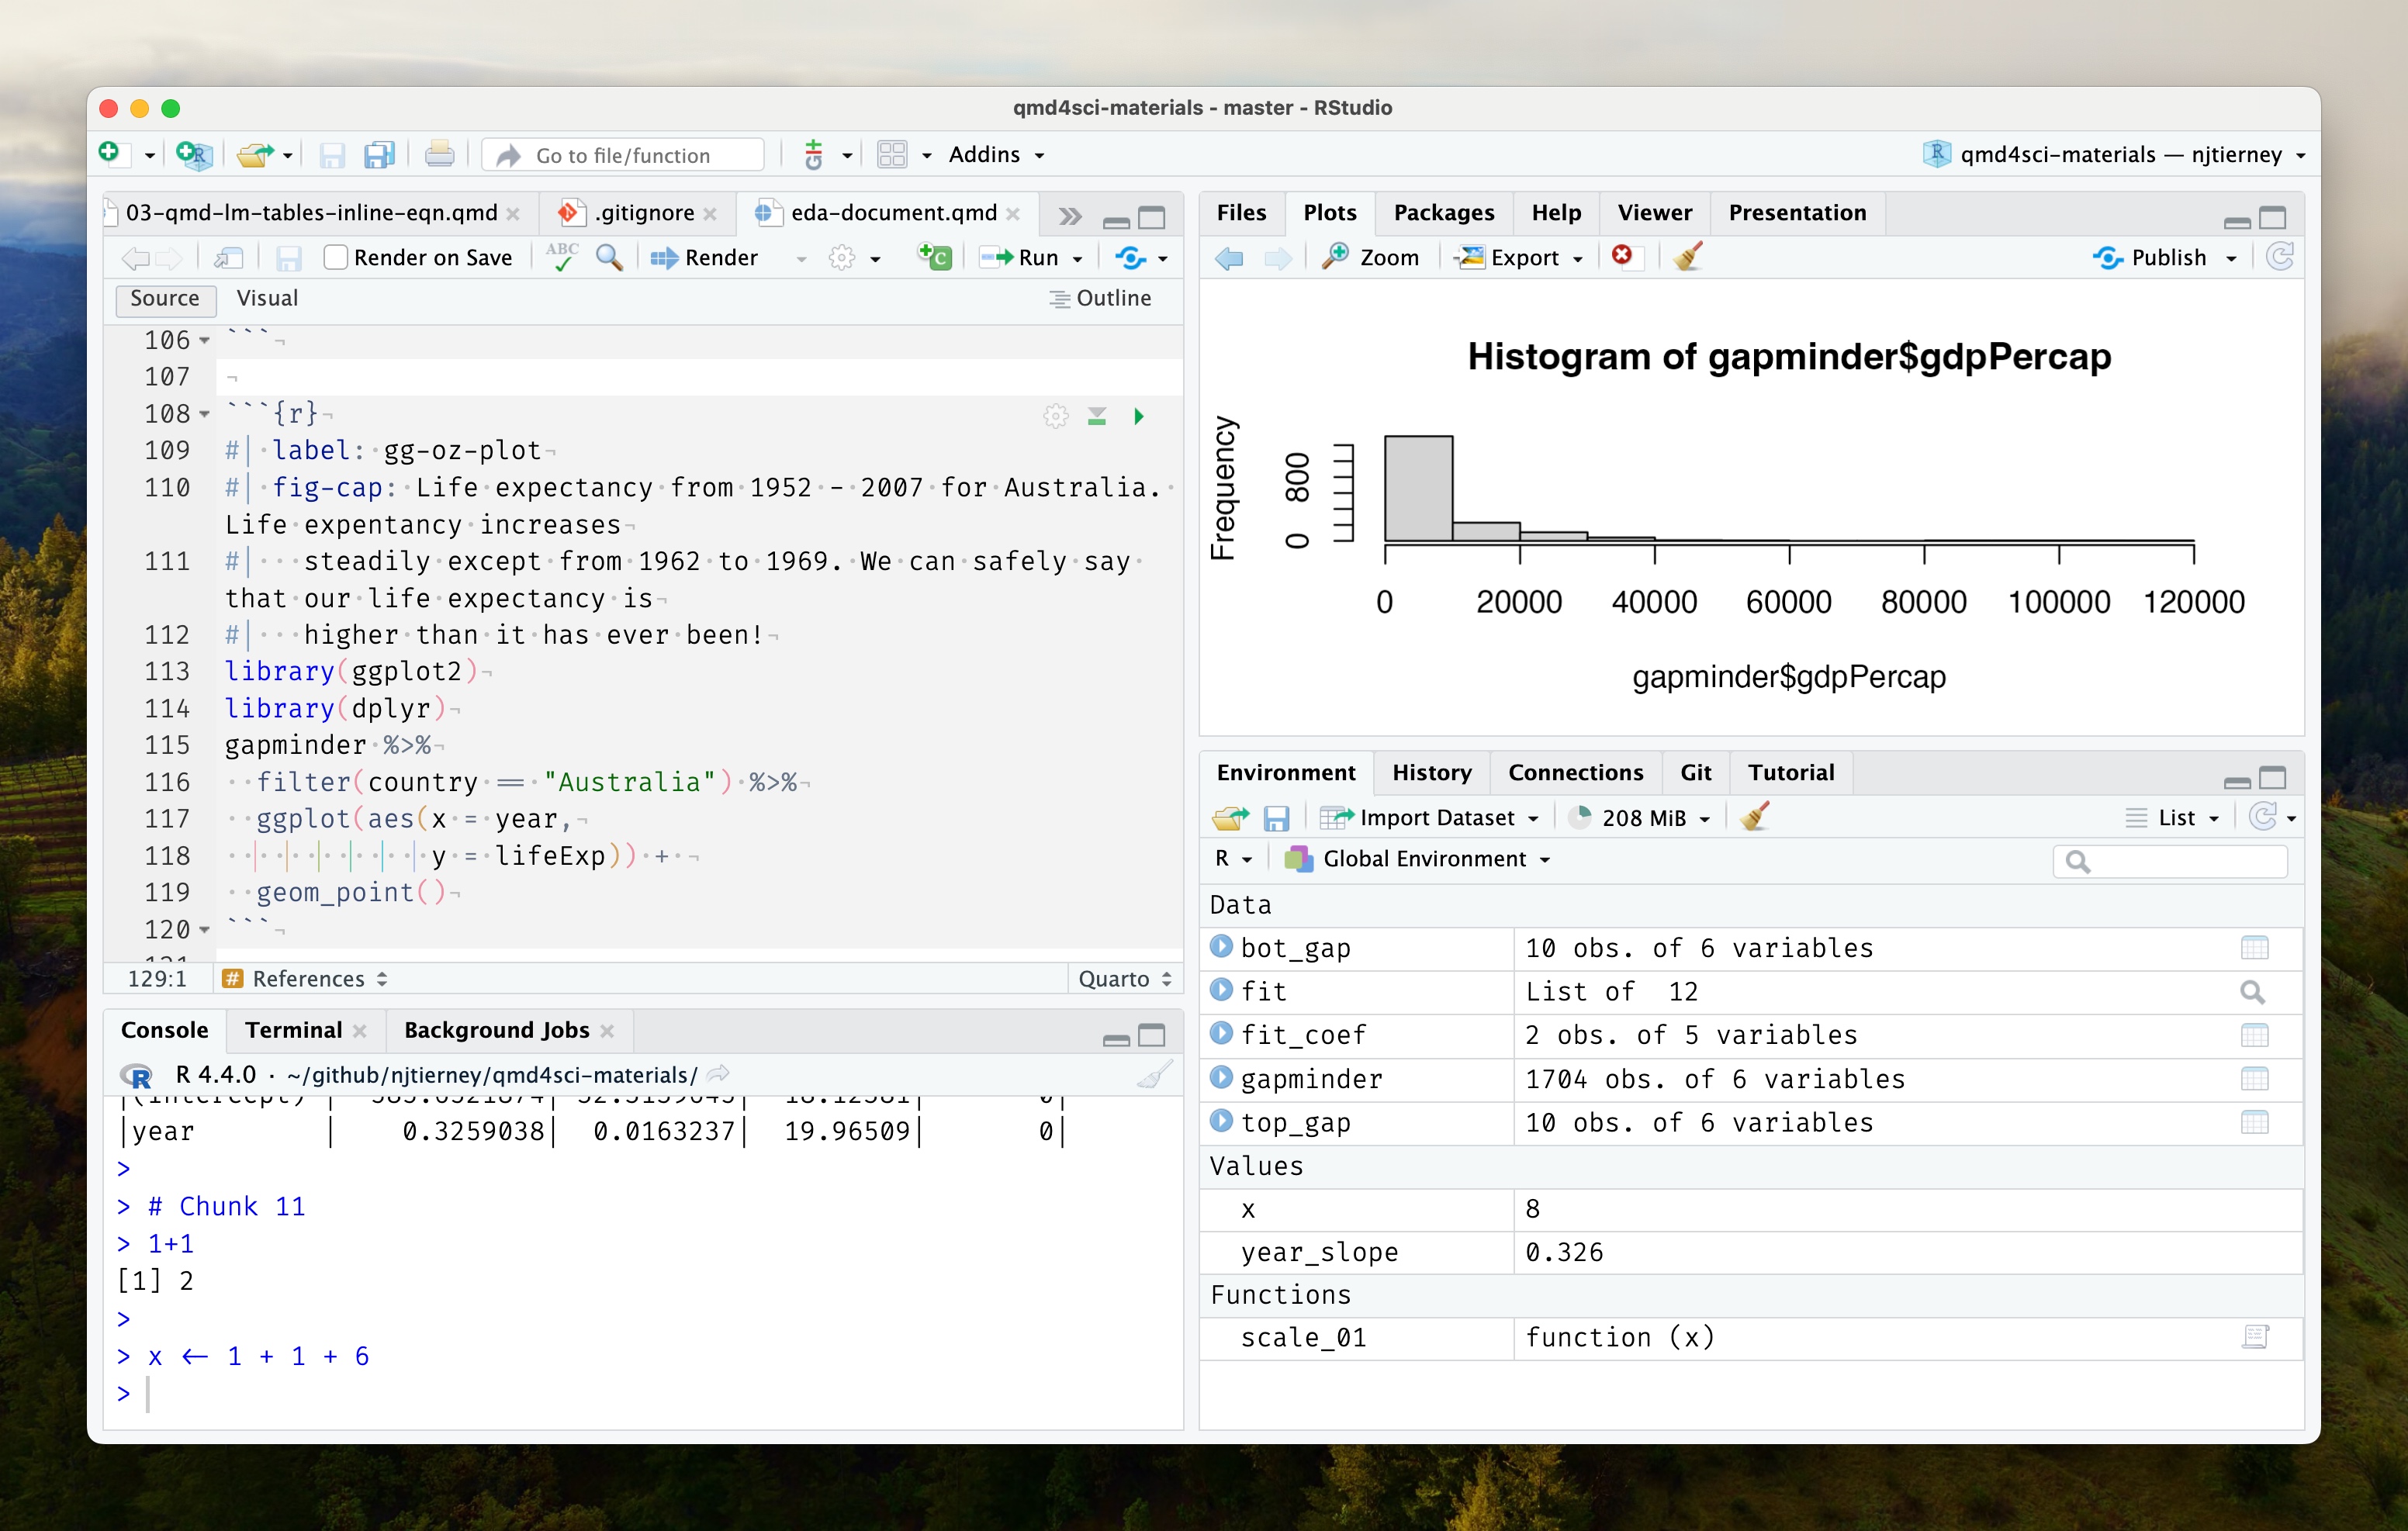 qmd4sci-materials - master - RStudio
Go to file/function
Addins
qmd4sci-materials — njtierney
03-qmd-lm-tables-inline-eqn.qmd
.gitignore
eda-document.qmd
Render on Save
ABC
Render
Run
Source
Visual
Outline
106 ```
107
108 ```{r}
109 #| label: gg-oz-plot
110 #| fig-cap: Life expectancy from 1952 - 2007 for Australia.
Life expentancy increases
111 #|   steadily except from 1962 to 1969. We can safely say
that our life expectancy is
112 #|   higher than it has ever been!
113 library(ggplot2)
114 library(dplyr)
115 gapminder %>%
116   filter(country == "Australia") %>%
117   ggplot(aes(x = year,
118              y = lifeExp)) +
119   geom_point()
120 ```
129:1
# References
Quarto
Console
Terminal
Background Jobs
R 4.4.0 · ~/github/njtierney/qmd4sci-materials/
|year | 0.3259038| 0.0163237| 19.96509| 0|
>
> # Chunk 11
> 1+1
[1] 2
>
> x <- 1 + 1 + 6
>
Files
Plots
Packages
Help
Viewer
Presentation
Zoom
Export
Publish
Histogram of gapminder$gdpPercap
Frequency
0 800
0 20000 40000 60000 80000 100000 120000
gapminder$gdpPercap
Environment
History
Connections
Git
Tutorial
Import Dataset
208 MiB
List
R
Global Environment
Data
bot_gap 10 obs. of 6 variables
fit List of  12
fit_coef 2 obs. of 5 variables
gapminder 1704 obs. of 6 variables
top_gap 10 obs. of 6 variables
Values
x 8
year_slope 0.326
Functions
scale_01 function (x)